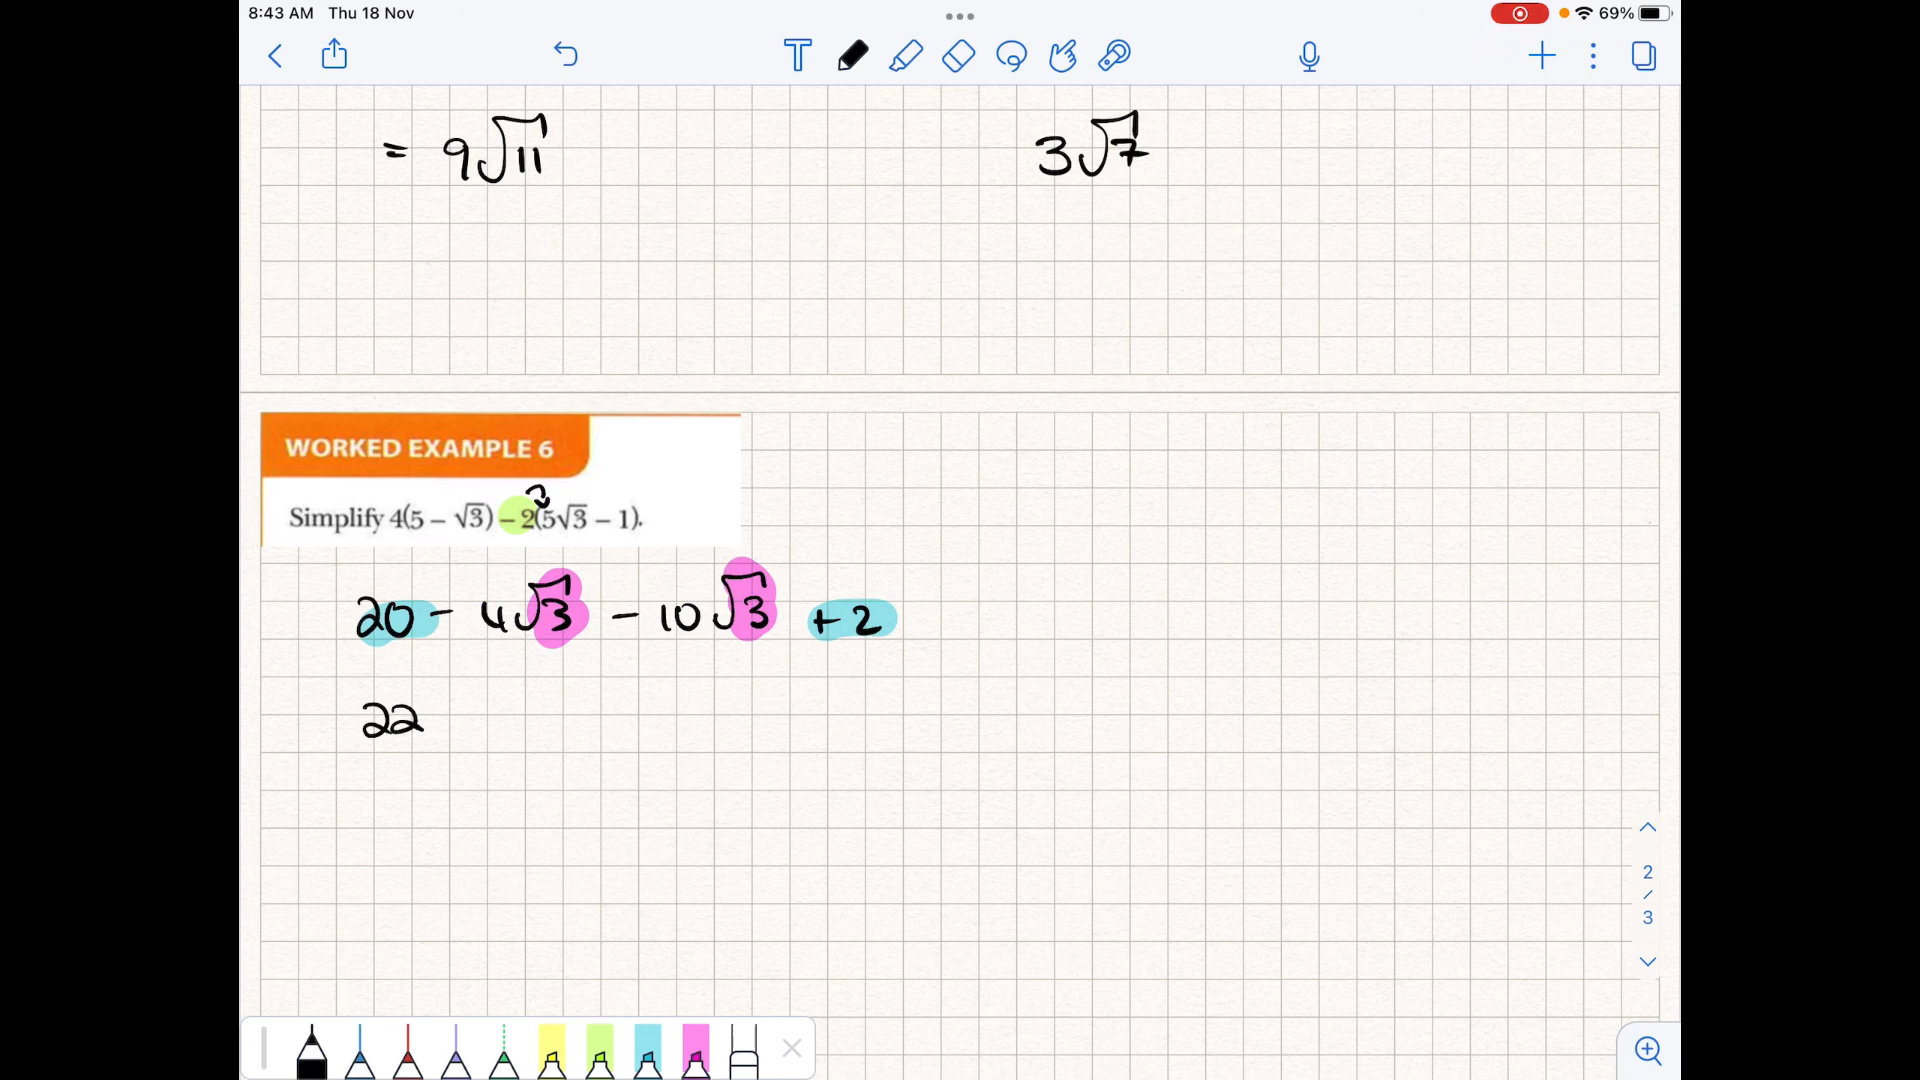 8:43 AM Thu 18 Nov
69%
= 9√11
3√7
WORKED EXAMPLE 6
Simplify 4(5 – √3) – 2(5√3 – 1).
20 - 4√3 - 10√3 + 2
22
2
/
3